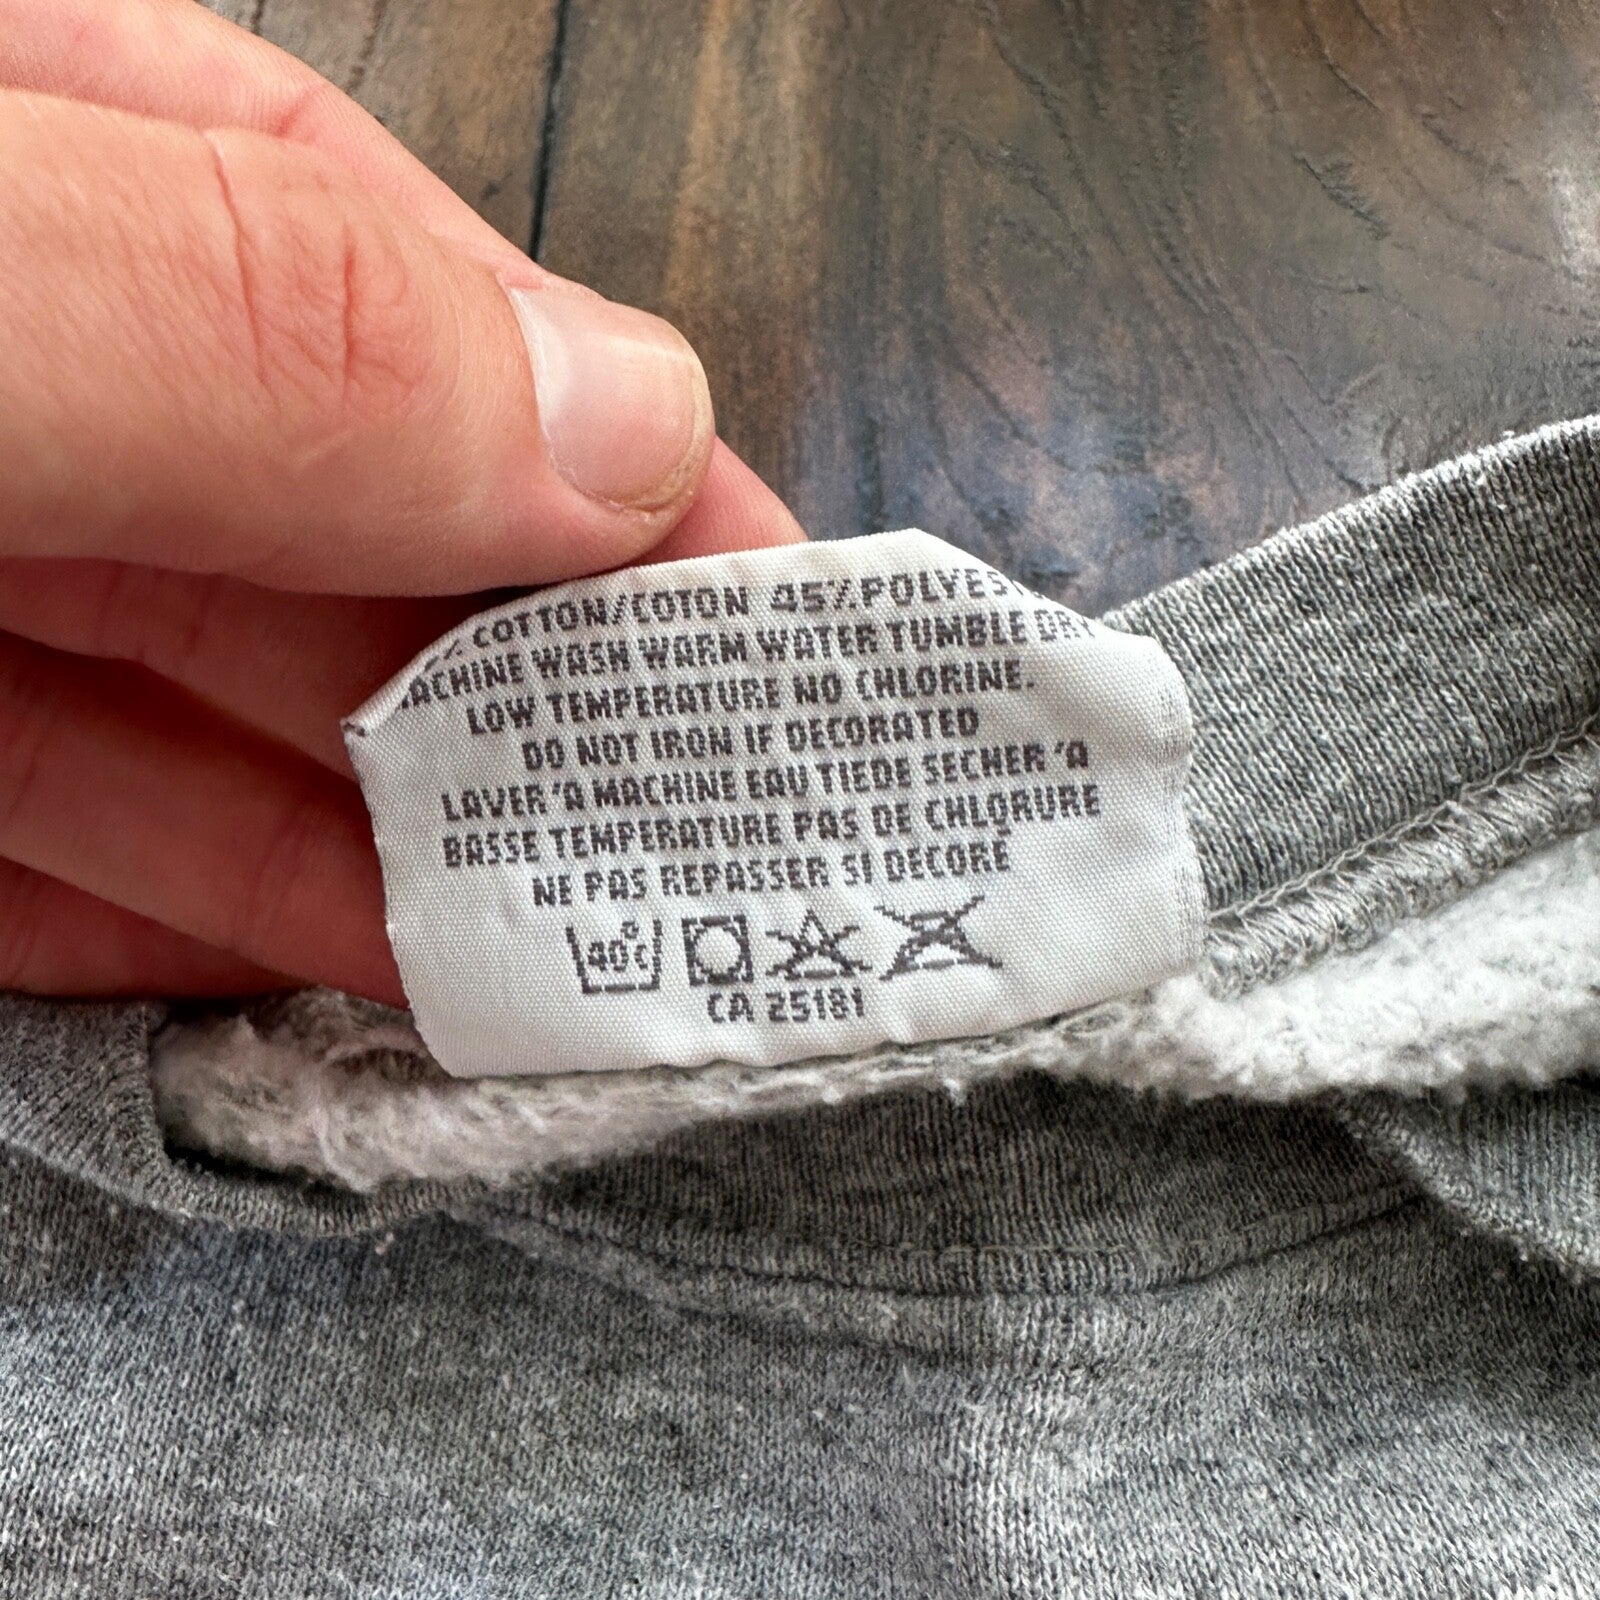 % COTTON/COTON 45% POLYES
MACHINE WASH WARM WATER TUMBLE DRY
LOW TEMPERATURE NO CHLORINE.
DO NOT IRON IF DECORATED
LAVER 'A MACHINE EAU TIEDE SECHER 'A
BASSE TEMPERATURE PAS DE CHLORURE
NE PAS REPASSER SI DECORÉ
40°C
CA 25181